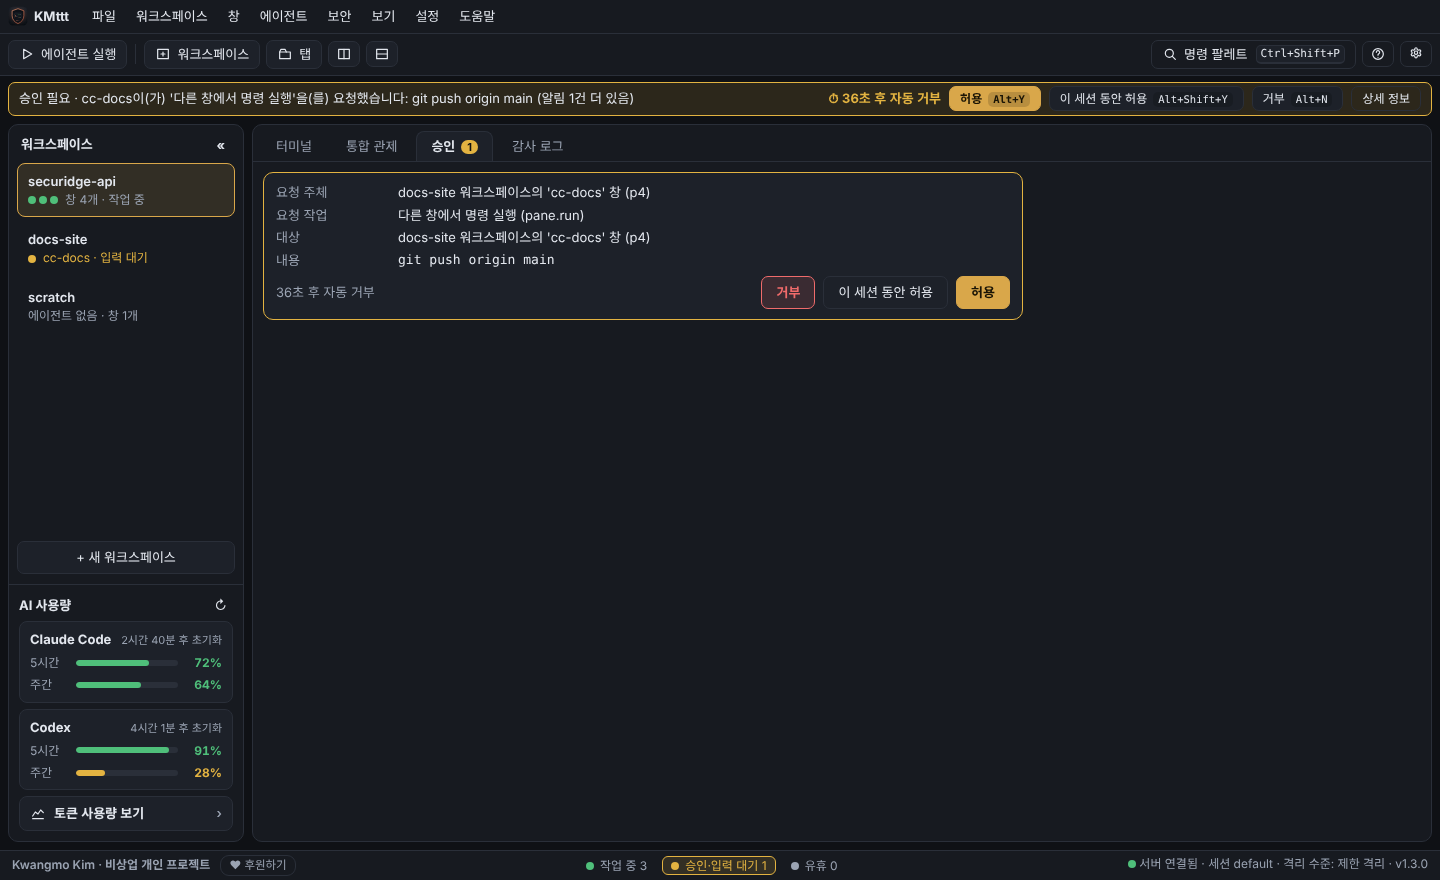 KMttt 파일 워크스페이스 창 에이전트 보안 보기 설정 도움말
에이전트 실행 워크스페이스 탭 명령 팔레트 Ctrl+Shift+P
승인 필요 · cc-docs이(가) '다른 창에서 명령 실행'을(를) 요청했습니다: git push origin main (알림 1건 더 있음) 36초 후 자동 거부 허용 Alt+Y 이 세션 동안 허용 Alt+Shift+Y 거부 Alt+N 상세 정보
워크스페이스 «
securidge-api
창 4개 · 작업 중
docs-site
cc-docs · 입력 대기
scratch
에이전트 없음 · 창 1개
+ 새 워크스페이스
AI 사용량
Claude Code 2시간 40분 후 초기화
5시간 72%
주간 64%
Codex 4시간 1분 후 초기화
5시간 91%
주간 28%
토큰 사용량 보기 ›
터미널 통합 관제 승인 1 감사 로그
요청 주체 docs-site 워크스페이스의 'cc-docs' 창 (p4)
요청 작업 다른 창에서 명령 실행 (pane.run)
대상 docs-site 워크스페이스의 'cc-docs' 창 (p4)
내용 git push origin main
36초 후 자동 거부 거부 이 세션 동안 허용 허용
Kwangmo Kim · 비상업 개인 프로젝트 후원하기 작업 중 3 승인·입력 대기 1 유휴 0 서버 연결됨 · 세션 default · 격리 수준: 제한 격리 · v1.3.0